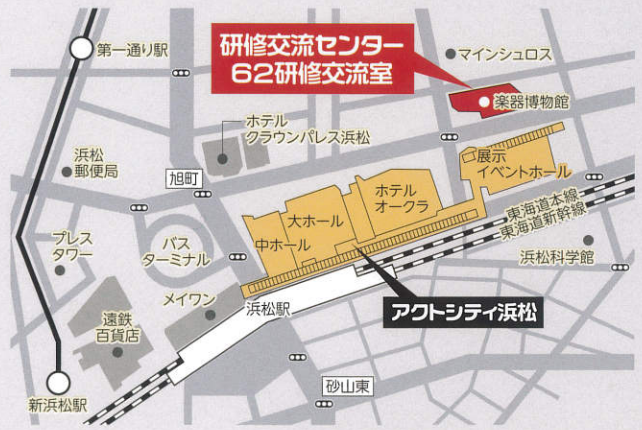 第一通り駅
研修交流センター
62研修交流室
マインシュロス
楽器博物館
ホテル
クラウンパレス浜松
浜松
郵便局
旭町
展示
イベントホール
ホテル
オークラ
大ホール
中ホール
東海道本線
東海道新幹線
プレス
タワー
バス
ターミナル
浜松科学館
メイワン
浜松駅
アクトシティ浜松
遠鉄
百貨店
砂山東
新浜松駅